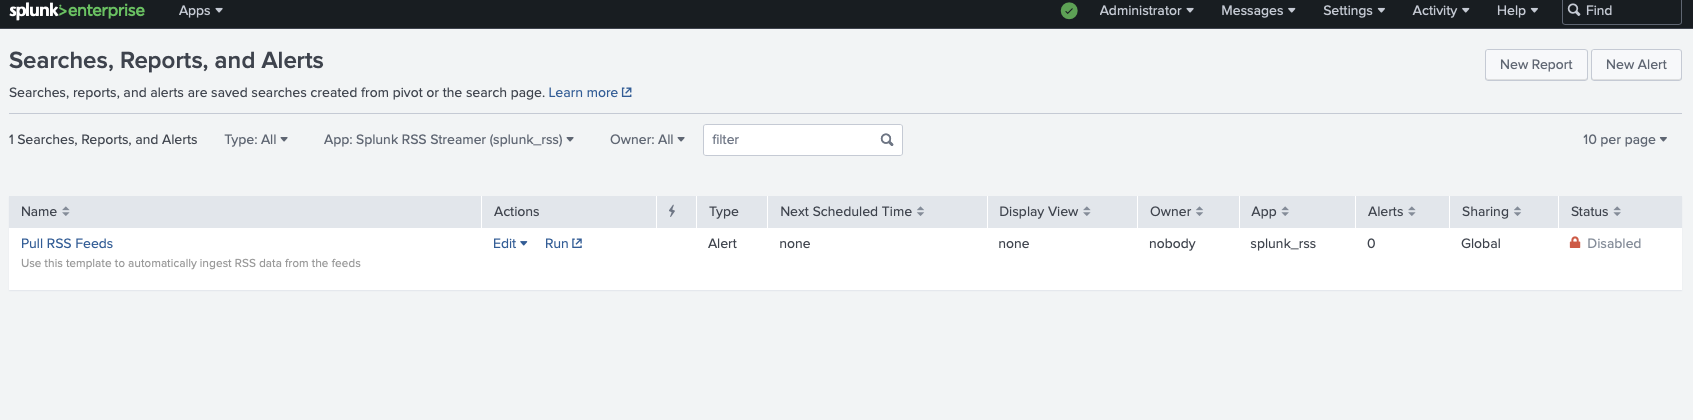 splunk>enterprise Apps Administrator Messages Settings Activity Help Find
Searches, Reports, and Alerts New Report New Alert
Searches, reports, and alerts are saved searches created from pivot or the search page. Learn more
1 Searches, Reports, and Alerts Type: All App: Splunk RSS Streamer (splunk_rss) Owner: All filter 10 per page
Name Actions Type Next Scheduled Time Display View Owner App Alerts Sharing Status
Pull RSS Feeds Edit Run Alert none none nobody splunk_rss 0 Global Disabled
Use this template to automatically ingest RSS data from the feeds